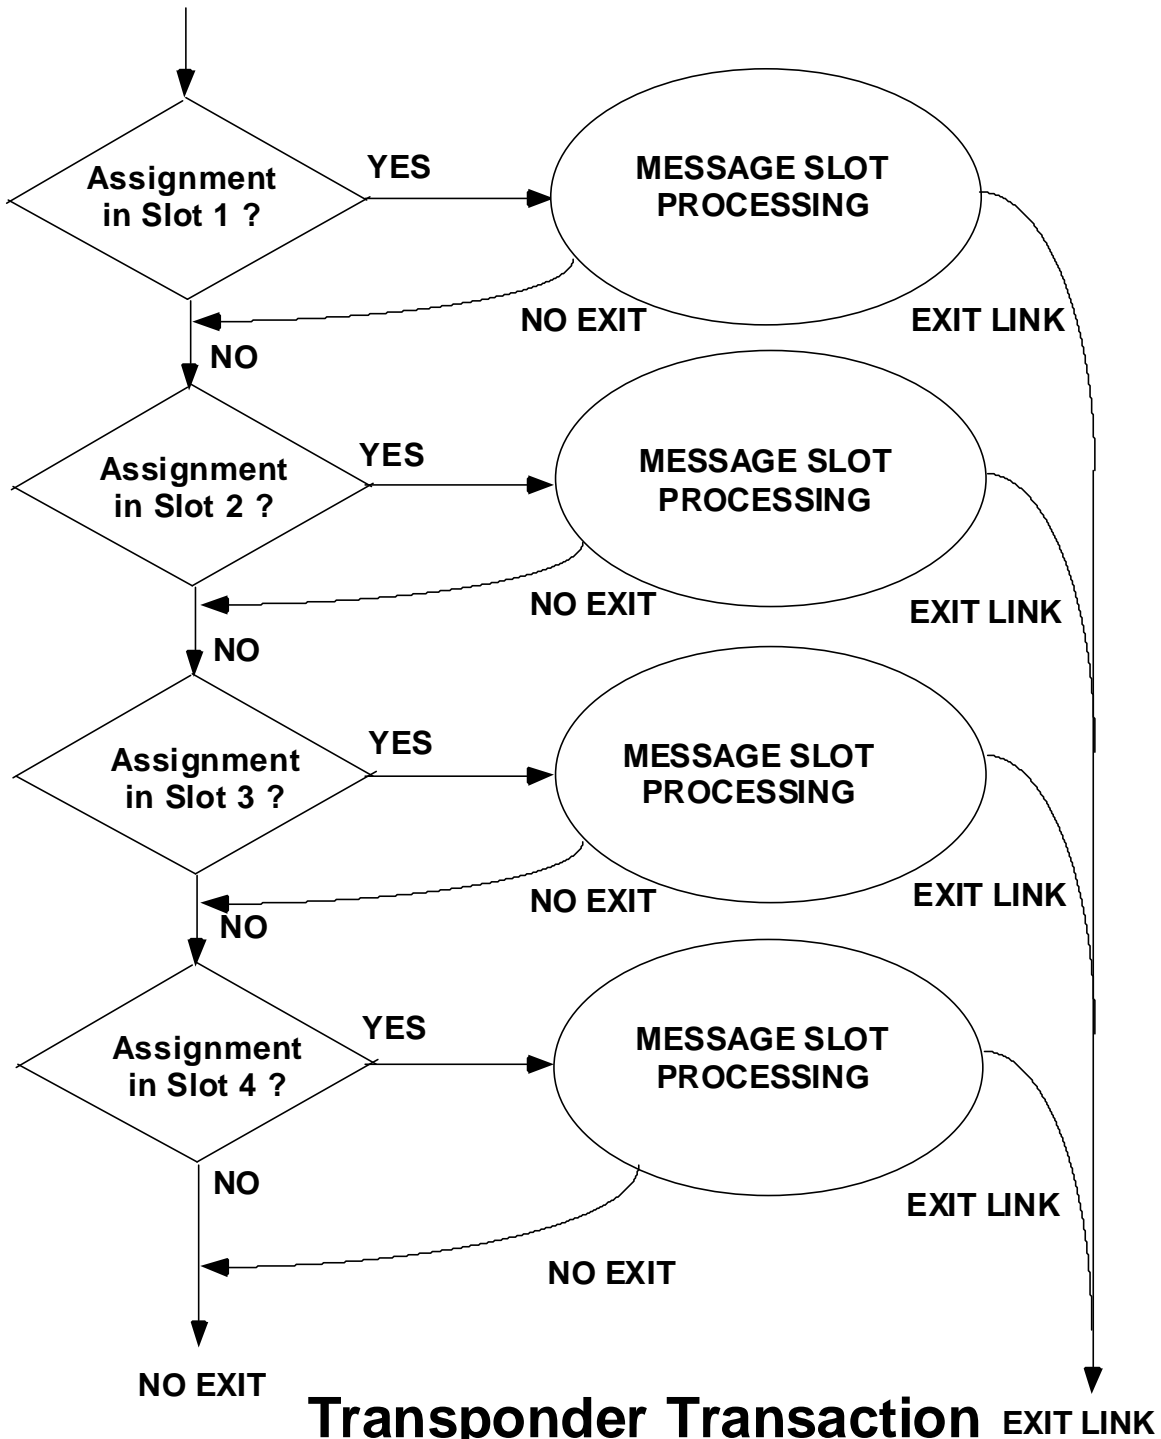 Assignment
in Slot 1 ?
YES
MESSAGE SLOT
PROCESSING
NO EXIT
EXIT LINK
NO
Assignment
in Slot 2 ?
YES
MESSAGE SLOT
PROCESSING
NO EXIT
EXIT LINK
NO
Assignment
in Slot 3 ?
YES
MESSAGE SLOT
PROCESSING
NO EXIT
EXIT LINK
NO
Assignment
in Slot 4 ?
YES
MESSAGE SLOT
PROCESSING
NO
EXIT LINK
NO EXIT
NO EXIT
Transponder Transaction
EXIT LINK